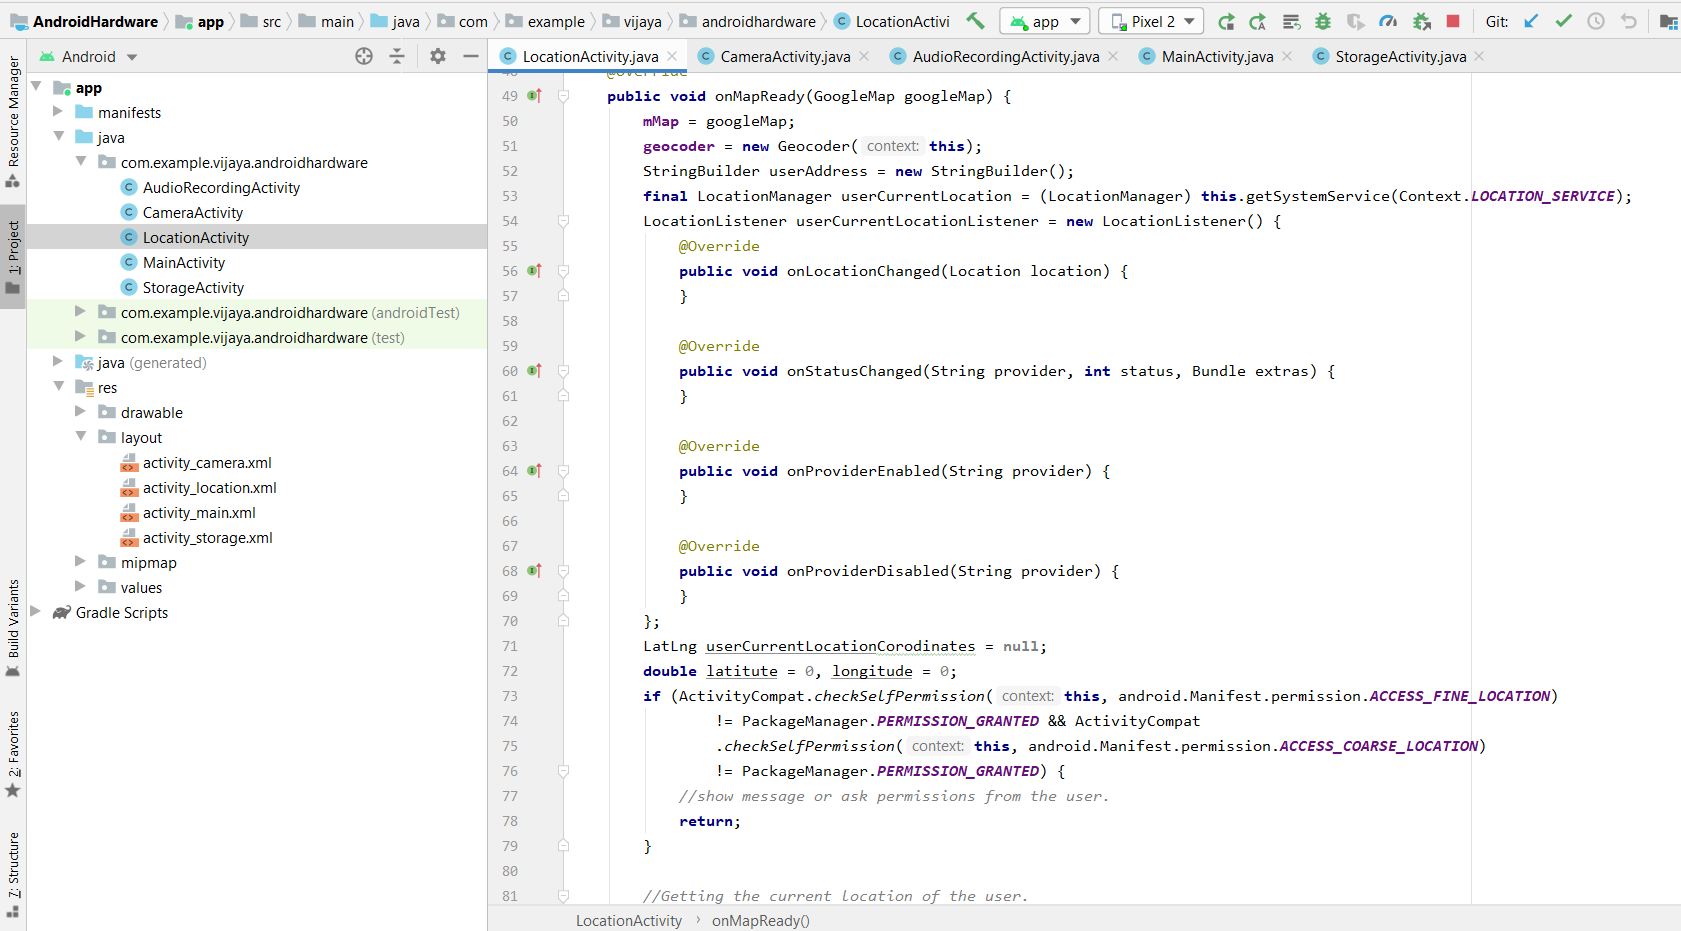 AndroidHardware app src main java com example vijaya androidhardware LocationActivi app Pixel 2 Git:
Android
LocationActivity.java CameraActivity.java AudioRecordingActivity.java MainActivity.java StorageActivity.java
Resource Manager
1: Project
Build Variants
2: Favorites
7: Structure
app
manifests
java
com.example.vijaya.androidhardware
AudioRecordingActivity
CameraActivity
LocationActivity
MainActivity
StorageActivity
com.example.vijaya.androidhardware (androidTest)
com.example.vijaya.androidhardware (test)
java (generated)
res
drawable
layout
activity_camera.xml
activity_location.xml
activity_main.xml
activity_storage.xml
mipmap
values
Gradle Scripts
48 @Override
49 public void onMapReady(GoogleMap googleMap) {
50 mMap = googleMap;
51 geocoder = new Geocoder( context: this);
52 StringBuilder userAddress = new StringBuilder();
53 final LocationManager userCurrentLocation = (LocationManager) this.getSystemService(Context.LOCATION_SERVICE);
54 LocationListener userCurrentLocationListener = new LocationListener() {
55 @Override
56 public void onLocationChanged(Location location) {
57 }
58
59 @Override
60 public void onStatusChanged(String provider, int status, Bundle extras) {
61 }
62
63 @Override
64 public void onProviderEnabled(String provider) {
65 }
66
67 @Override
68 public void onProviderDisabled(String provider) {
69 }
70 };
71 LatLng userCurrentLocationCorodinates = null;
72 double latitute = 0, longitude = 0;
73 if (ActivityCompat.checkSelfPermission( context: this, android.Manifest.permission.ACCESS_FINE_LOCATION)
74 != PackageManager.PERMISSION_GRANTED && ActivityCompat
75 .checkSelfPermission( context: this, android.Manifest.permission.ACCESS_COARSE_LOCATION)
76 != PackageManager.PERMISSION_GRANTED) {
77 //show message or ask permissions from the user.
78 return;
79 }
80
81 //Getting the current location of the user.
LocationActivity › onMapReady()